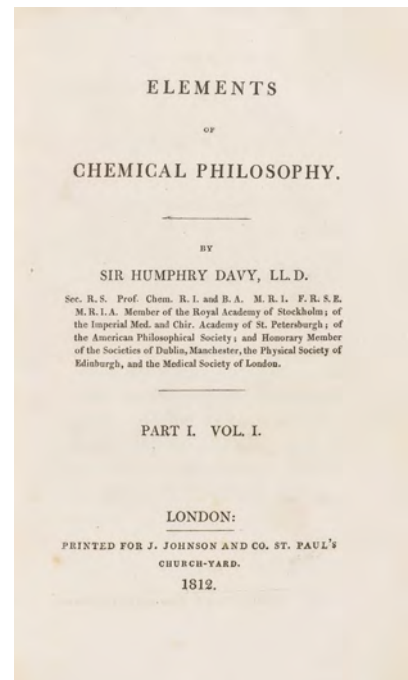 ELEMENTS
OF
CHEMICAL PHILOSOPHY.
BY
SIR HUMPHRY DAVY, LL.D.
Sec. R. S. Prof. Chem. R. I. and B. A. M. R. I. F. R. S. E.
M. R. I. A. Member of the Royal Academy of Stockholm; of
the Imperial Med. and Chir. Academy of St. Petersburgh; of
the American Philosophical Society; and Honorary Member
of the Societies of Dublin, Manchester, the Physical Society of
Edinburgh, and the Medical Society of London.
PART I. VOL. I.
LONDON:
PRINTED FOR J. JOHNSON AND CO. ST. PAUL'S
CHURCH-YARD.
1812.